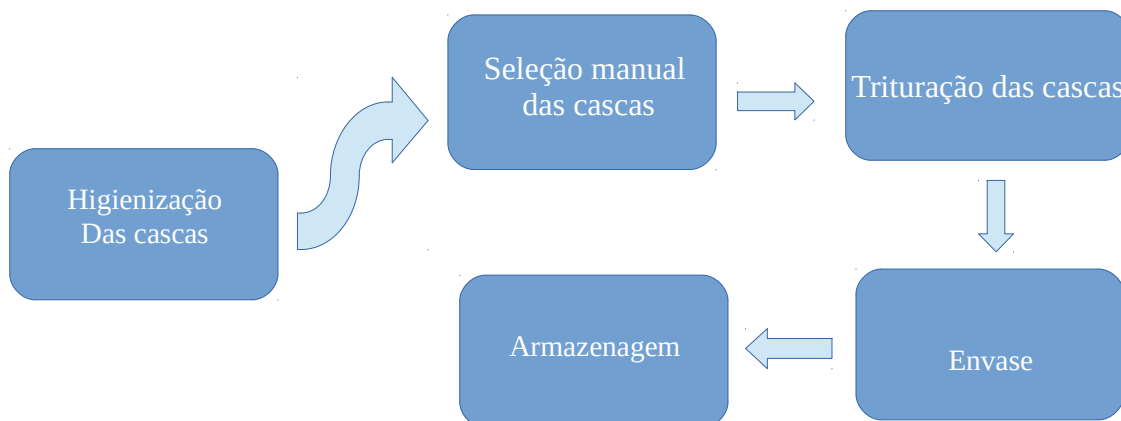 Higienização
Das cascas
Seleção manual
das cascas
Trituração das cascas
Envase
Armazenagem